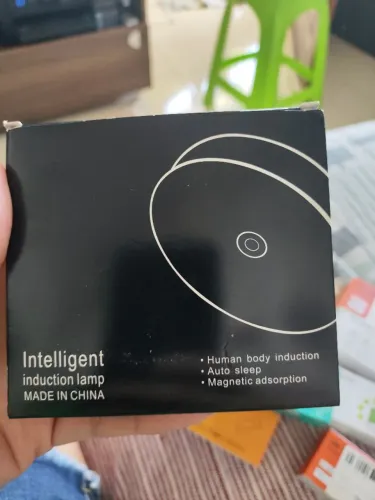 Intelligent
induction lamp
MADE IN CHINA
• Human body induction
• Auto sleep
• Magnetic adsorption